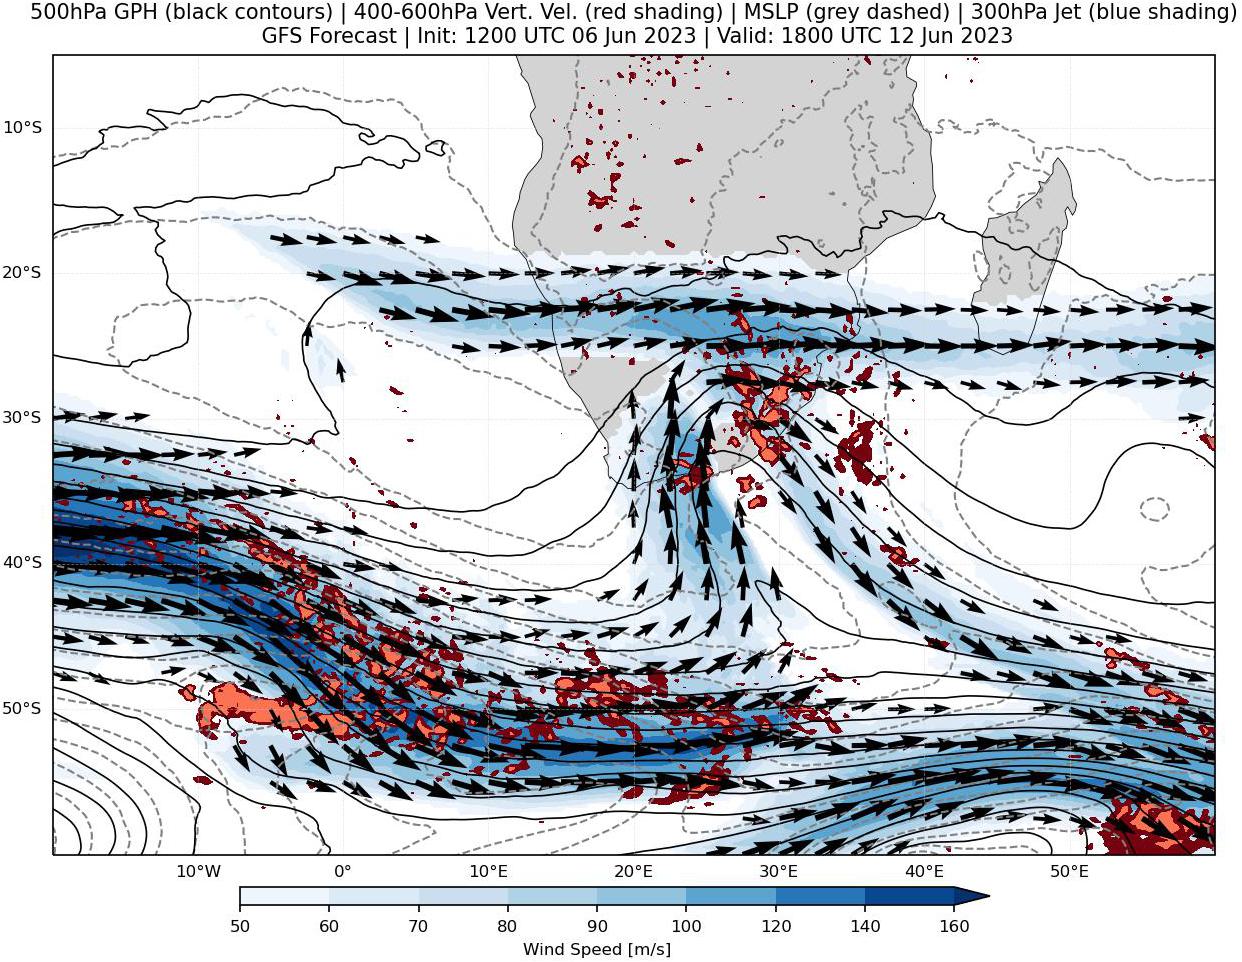 500hPa GPH (black contours) | 400-600hPa Vert. Vel. (red shading) | MSLP (grey dashed) | 300hPa Jet (blue shading)
GFS Forecast | Init: 1200 UTC 06 Jun 2023 | Valid: 1800 UTC 12 Jun 2023
10°S
20°S
30°S
40°S
50°S
10°W 0° 10°E 20°E 30°E 40°E 50°E
50 60 70 80 90 100 120 140 160
Wind Speed [m/s]